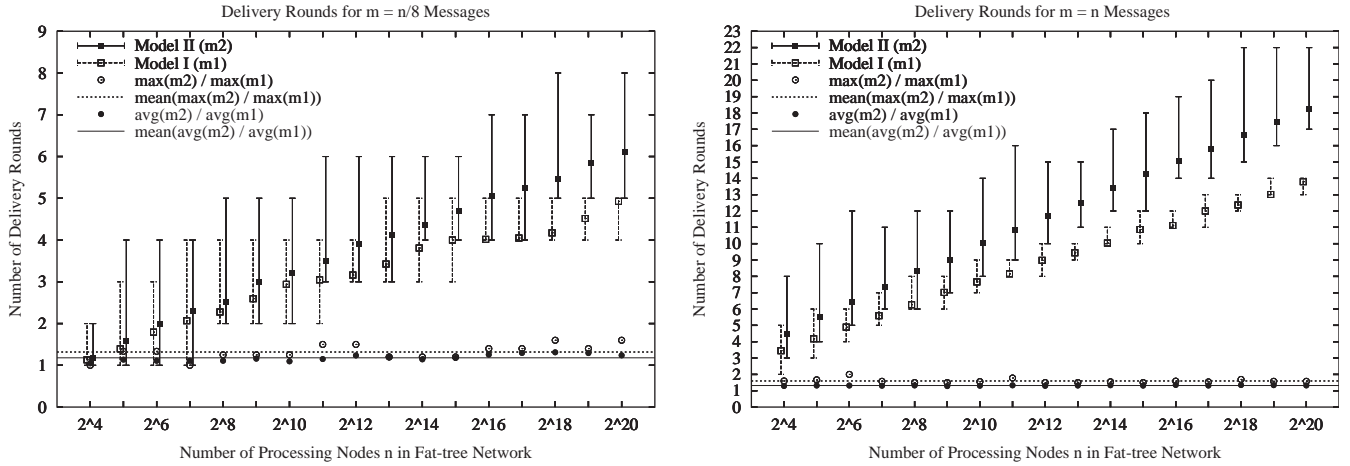 Delivery Rounds for m = n/8 Messages
9
8
7
6
5
4
3
2
1
0
Number of Delivery Rounds
Model II (m2)
Model I (m1)
max(m2) / max(m1)
mean(max(m2) / max(m1))
avg(m2) / avg(m1)
mean(avg(m2) / avg(m1))
2^4 2^6 2^8 2^10 2^12 2^14 2^16 2^18 2^20
Number of Processing Nodes n in Fat-tree Network
Delivery Rounds for m = n Messages
23
22
21
20
19
18
17
16
15
14
13
12
11
10
9
8
7
6
5
4
3
2
1
0
Number of Delivery Rounds
Model II (m2)
Model I (m1)
max(m2) / max(m1)
mean(max(m2) / max(m1))
avg(m2) / avg(m1)
mean(avg(m2) / avg(m1))
2^4 2^6 2^8 2^10 2^12 2^14 2^16 2^18 2^20
Number of Processing Nodes n in Fat-tree Network